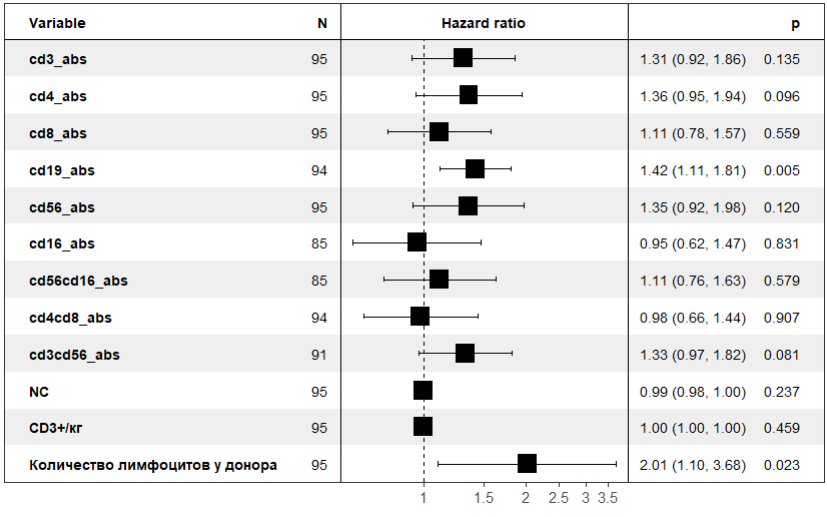 Variable N Hazard ratio p
cd3_abs 95 1.31 (0.92, 1.86) 0.135
cd4_abs 95 1.36 (0.95, 1.94) 0.096
cd8_abs 95 1.11 (0.78, 1.57) 0.559
cd19_abs 94 1.42 (1.11, 1.81) 0.005
cd56_abs 95 1.35 (0.92, 1.98) 0.120
cd16_abs 85 0.95 (0.62, 1.47) 0.831
cd56cd16_abs 85 1.11 (0.76, 1.63) 0.579
cd4cd8_abs 94 0.98 (0.66, 1.44) 0.907
cd3cd56_abs 91 1.33 (0.97, 1.82) 0.081
NC 95 0.99 (0.98, 1.00) 0.237
CD3+/кг 95 1.00 (1.00, 1.00) 0.459
Количество лимфоцитов у донора 95 2.01 (1.10, 3.68) 0.023
1 1.5 2 2.5 3 3.5